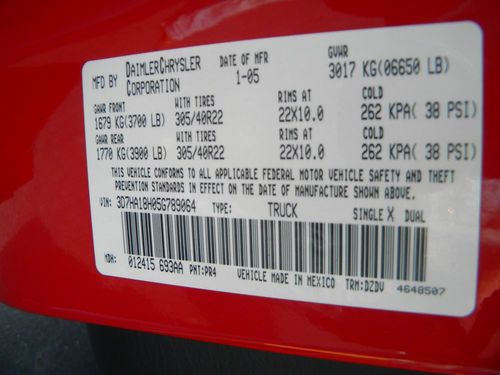 MFD BY DAIMLERCHRYSLER CORPORATION DATE OF MFR 1-05 GVWR 3017 KG(06650 LB)
GAWR FRONT WITH TIRES RIMS AT COLD
1679 KG(3700 LB) 305/40R22 22X10.0 262 KPA( 38 PSI)
GAWR REAR WITH TIRES RIMS AT COLD
1770 KG(3900 LB) 305/40R22 22X10.0 262 KPA( 38 PSI)
THIS VEHICLE CONFORMS TO ALL APPLICABLE FEDERAL MOTOR VEHICLE SAFETY AND THEFT
PREVENTION STANDARDS IN EFFECT ON THE DATE OF MANUFACTURE SHOWN ABOVE.
VIN: 3D7HA18H05G789064 TYPE: TRUCK SINGLE X DUAL
MDH: 012415 693AA PNT:PR4 VEHICLE MADE IN MEXICO TRM:DZDV
4648507